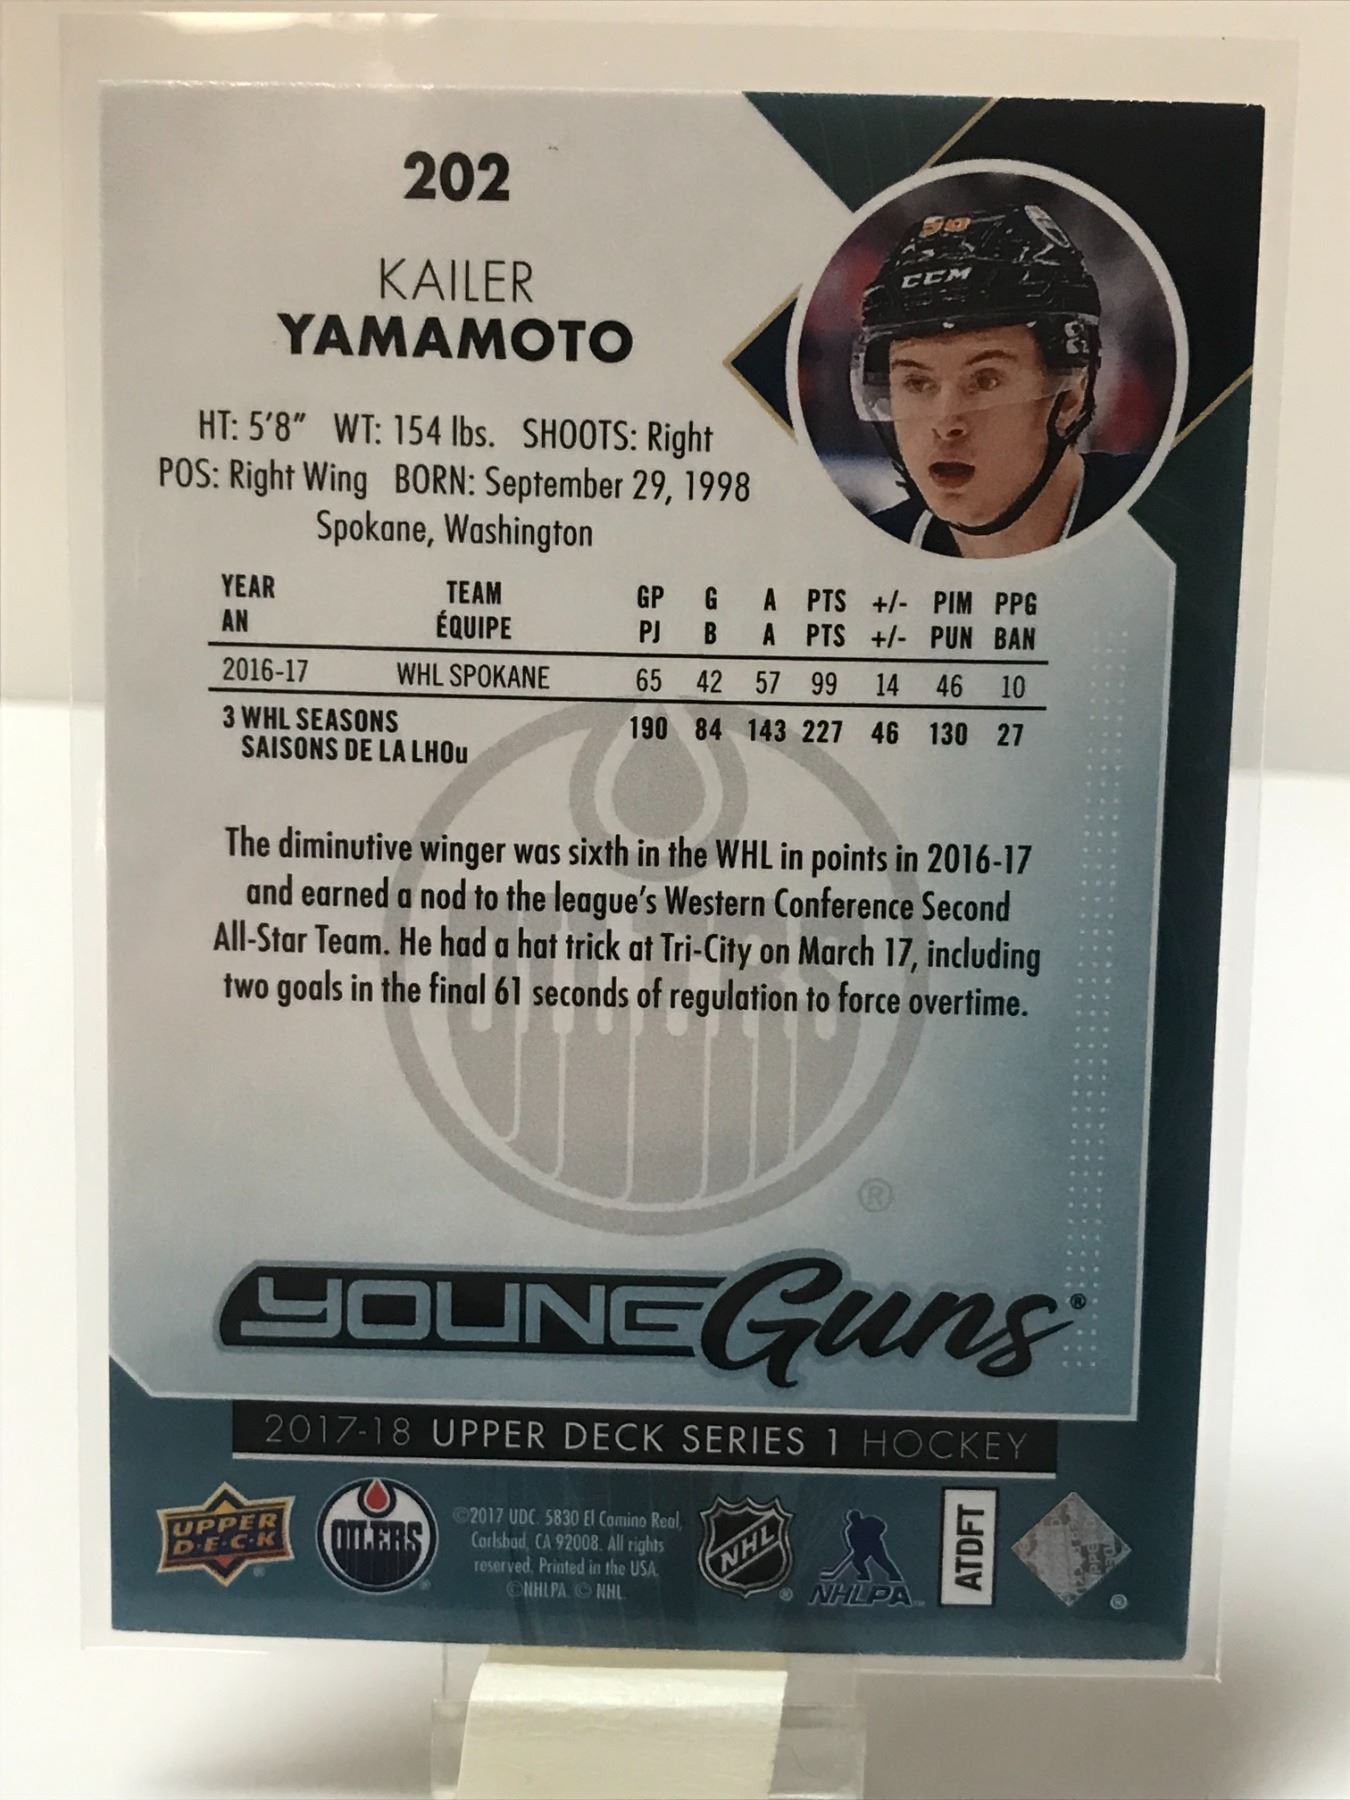 202
KAILER
YAMAMOTO
HT: 5'8" WT: 154 lbs. SHOOTS: Right
POS: Right Wing BORN: September 29, 1998
Spokane, Washington
CCM
YEAR TEAM GP G A PTS +/- PIM PPG
AN ÉQUIPE PJ B A PTS +/- PUN BAN
2016-17 WHL SPOKANE 65 42 57 99 14 46 10
3 WHL SEASONS 190 84 143 227 46 130 27
SAISONS DE LA LHOu
The diminutive winger was sixth in the WHL in points in 2016-17
and earned a nod to the league's Western Conference Second
All-Star Team. He had a hat trick at Tri-City on March 17, including
two goals in the final 61 seconds of regulation to force overtime.
OILERS
®
YOUNG Guns®
2017-18 UPPER DECK SERIES 1 HOCKEY
UPPER
D·E·C·K
®
OILERS
®
©2017 UDC. 5830 El Camino Real,
Carlsbad, CA 92008. All rights
reserved. Printed in the USA.
©NHLPA © NHL.
NHL
®
NHLPA
ATDFT
®